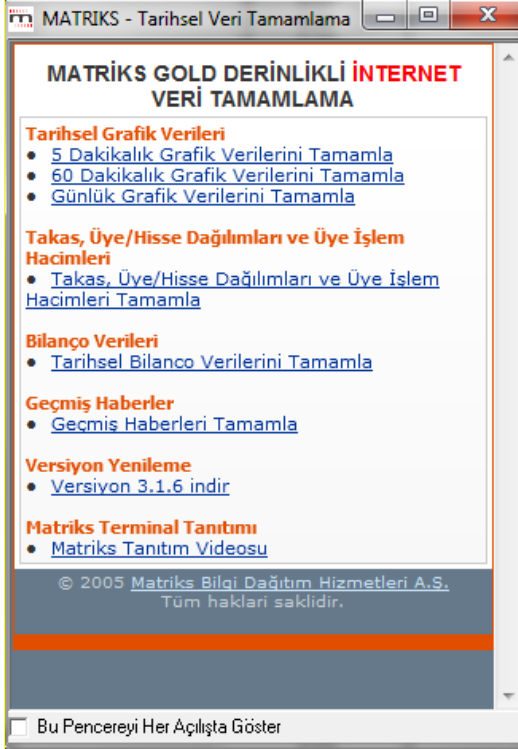 MATRIKS - Tarihsel Veri Tamamlama
MATRİKS GOLD DERİNLİKLİ İNTERNET
VERİ TAMAMLAMA
Tarihsel Grafik Verileri
● 5 Dakikalık Grafik Verilerini Tamamla
● 60 Dakikalık Grafik Verilerini Tamamla
● Günlük Grafik Verilerini Tamamla
Takas, Üye/Hisse Dağılımları ve Üye İşlem
Hacimleri
● Takas, Üye/Hisse Dağılımları ve Üye İşlem
Hacimleri Tamamla
Bilanço Verileri
● Tarihsel Bilanco Verilerini Tamamla
Geçmiş Haberler
● Geçmiş Haberleri Tamamla
Versiyon Yenileme
● Versiyon 3.1.6 indir
Matriks Terminal Tanıtımı
● Matriks Tanıtım Videosu
© 2005 Matriks Bilgi Dağıtım Hizmetleri A.Ş.
Tüm haklari saklidir.
Bu Pencereyi Her Açılışta Göster